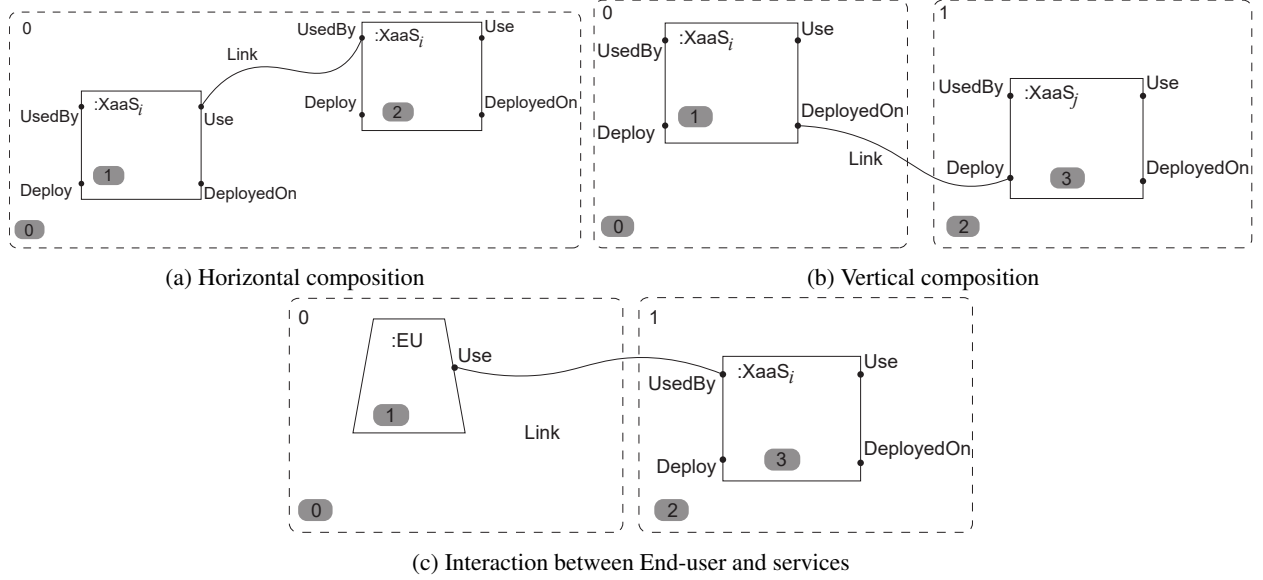 0
UsedBy
:XaaSi
Use
Link
Deploy
DeployedOn
2
:XaaSi
UsedBy
Use
1
Deploy
DeployedOn
0
(a) Horizontal composition
0
:XaaSi
Use
UsedBy
1
DeployedOn
Deploy
Link
0
1
UsedBy
:XaaSj
Use
Deploy
DeployedOn
3
2
(b) Vertical composition
0
:EU
Use
1
Link
0
1
UsedBy
:XaaSi
Use
DeployedOn
Deploy
3
2
(c) Interaction between End-user and services